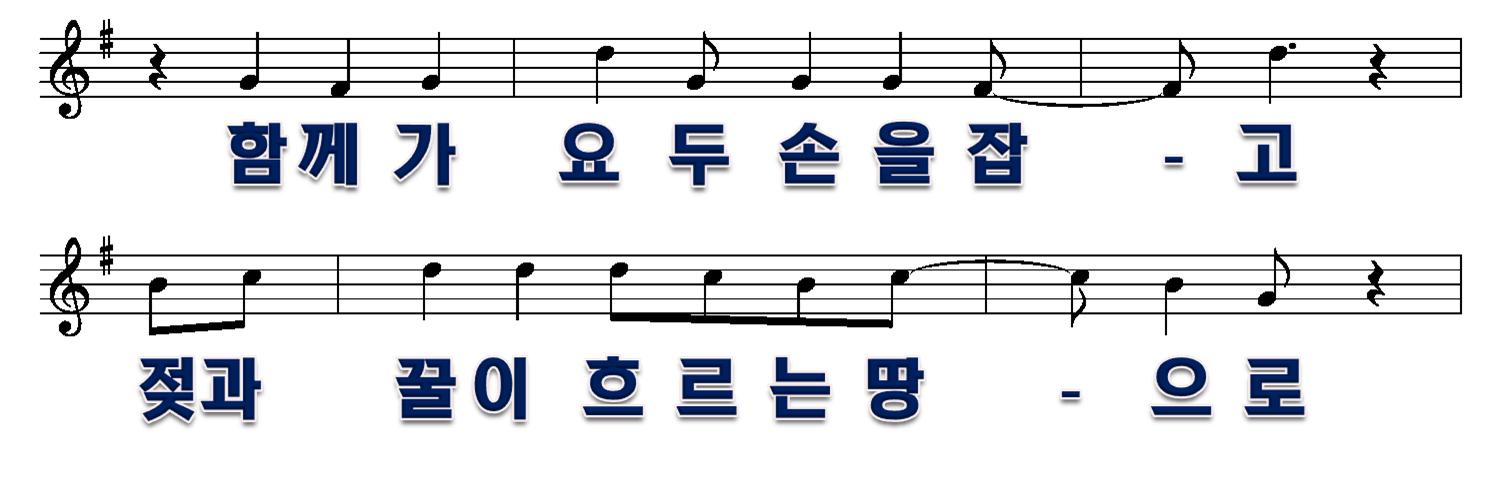 함께 가 요 두 손 을 잡 - 고
젖과 꿀이 흐 르 는 땅 - 으 로